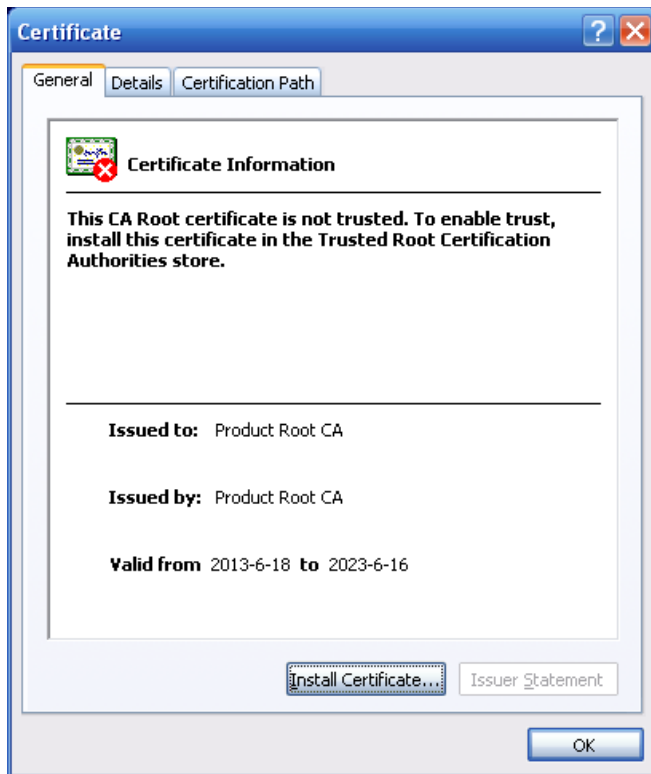 Certificate
General Details Certification Path
Certificate Information
This CA Root certificate is not trusted. To enable trust,
install this certificate in the Trusted Root Certification
Authorities store.
Issued to: Product Root CA
Issued by: Product Root CA
Valid from 2013-6-18 to 2023-6-16
Install Certificate... Issuer Statement
OK